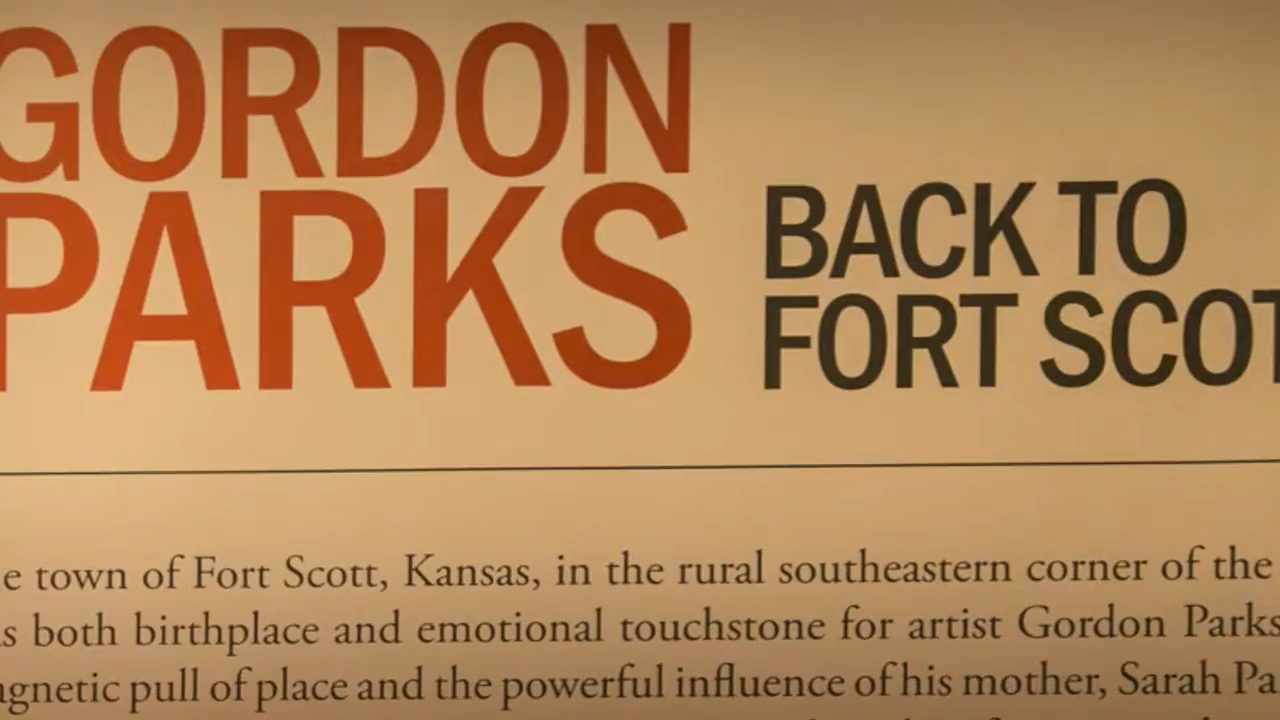 GORDON
PARKS
BACK TO
FORT SCOT
e town of Fort Scott, Kansas, in the rural southeastern corner of the
s both birthplace and emotional touchstone for artist Gordon Parks
gnetic pull of place and the powerful influence of his mother, Sarah Pa